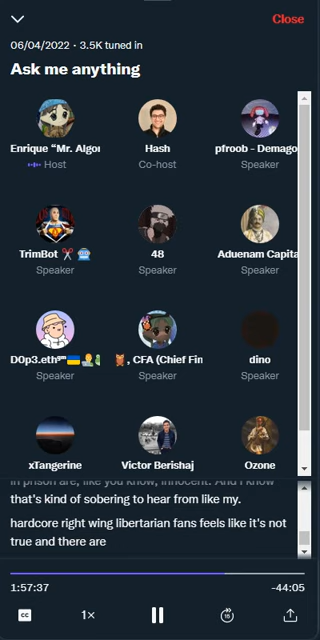 Close
06/04/2022 · 3.5K tuned in
Ask me anything
Enrique “Mr. Algor
Hash
pfroob - Demago
Host
Co-host
Speaker
TrimBot ✂️ 🤖
48
Aduenam Capita
Speaker
Speaker
Speaker
D0p3.eth
, CFA (Chief Fin
dino
Speaker
Speaker
Speaker
xTangerine
Victor Berishaj
Ozone
in prison are, like you know, innocent. And I know
that's kind of sobering to hear from like my.
hardcore right wing libertarian fans feels like it's not
true and there are
1:57:37
-44:05
CC
1×
15